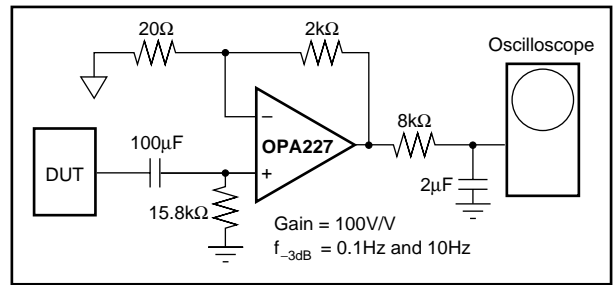 20Ω
2kΩ
Oscilloscope
−
100µF
OPA227
8kΩ
DUT
+
2µF
15.8kΩ
Gain = 100V/V
f−3dB = 0.1Hz and 10Hz